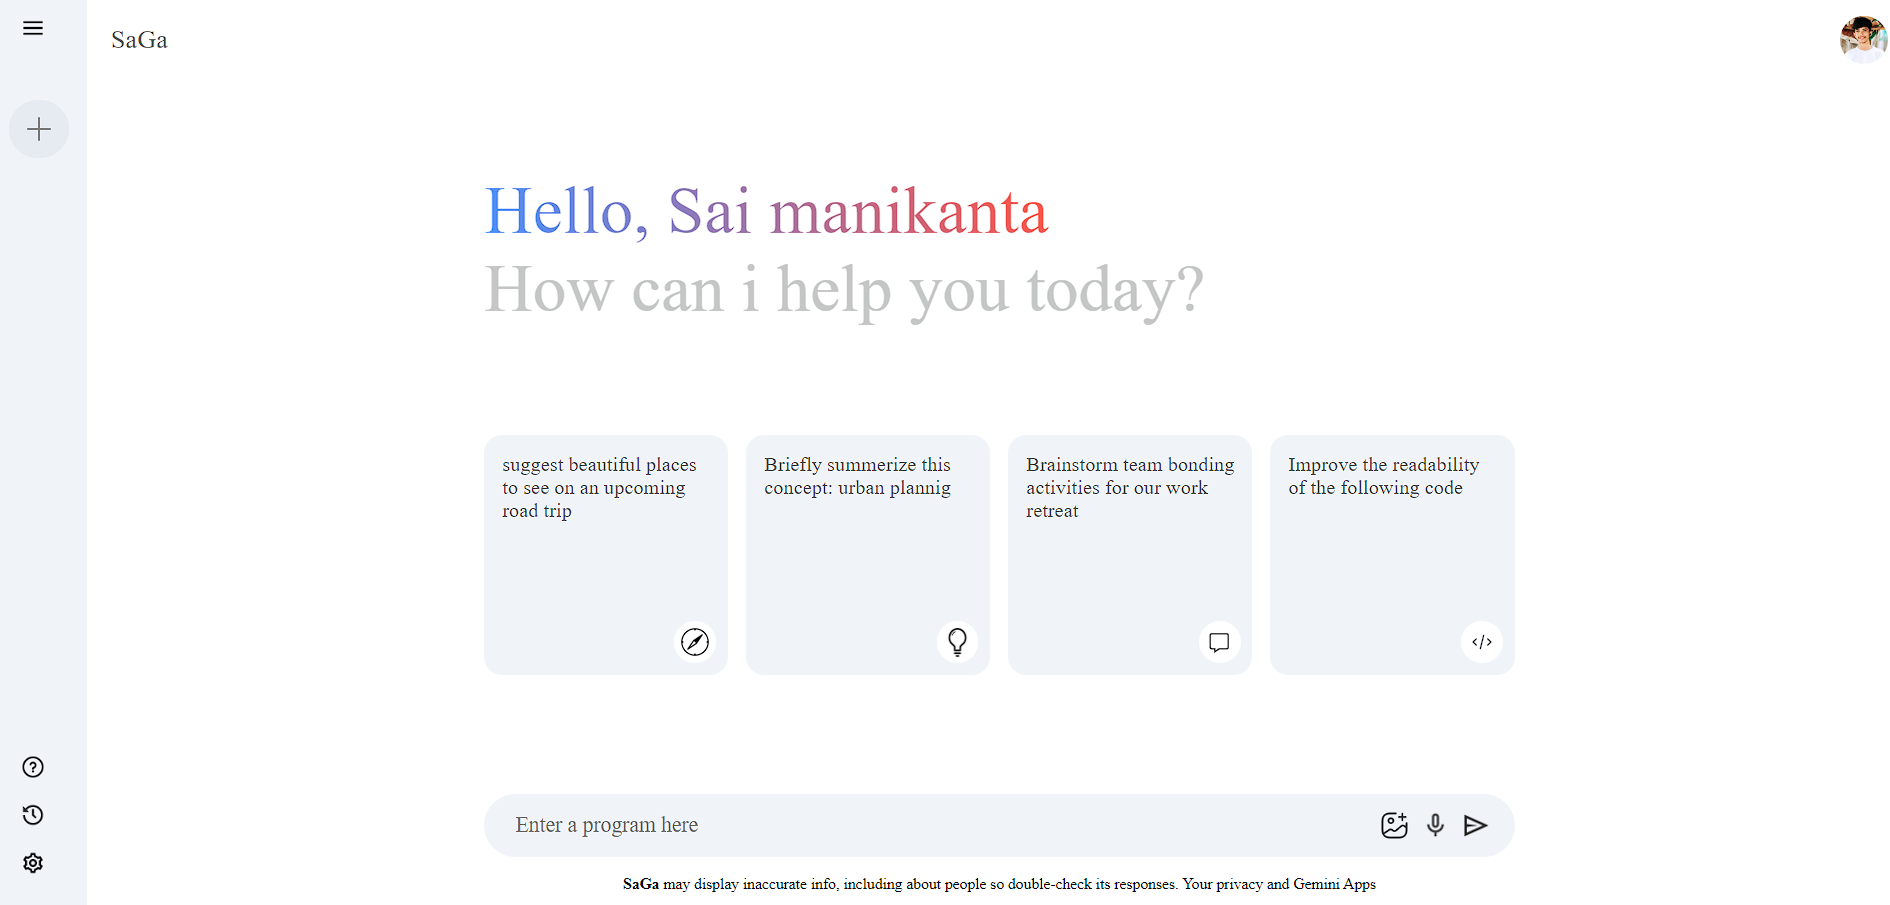 SaGa
Hello, Sai manikanta
How can i help you today?
suggest beautiful places
to see on an upcoming
road trip
Briefly summerize this
concept: urban plannig
Brainstorm team bonding
activities for our work
retreat
Improve the readability
of the following code
Enter a program here
SaGa may display inaccurate info, including about people so double-check its responses. Your privacy and Gemini Apps